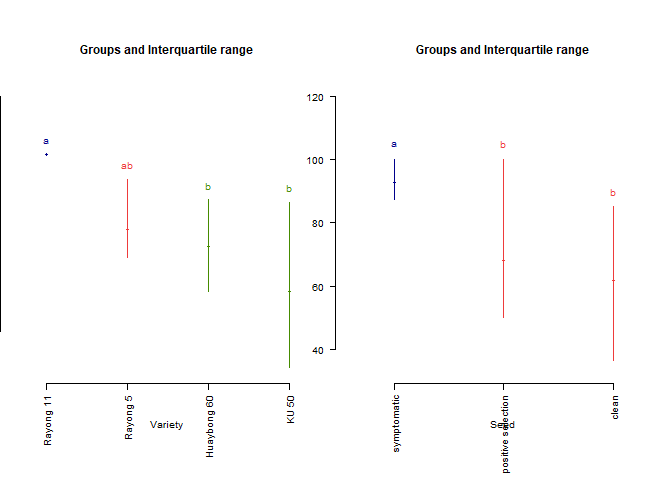 Groups and Interquartile range
a
ab
b
b
Rayong 11
Rayong 5
Huaybong 60
KU 50
Variety
Groups and Interquartile range
120
100
80
60
40
a
b
b
symptomatic
positive selection
clean
Seed